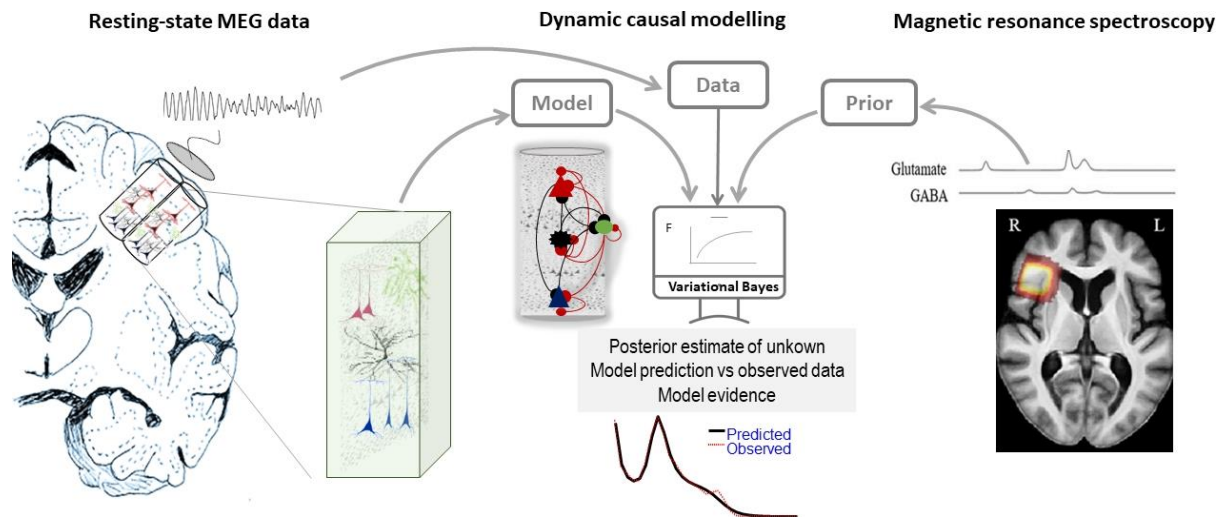 Resting-state MEG data
Dynamic causal modelling
Magnetic resonance spectroscopy
Model
Data
Prior
Glutamate
GABA
F
Variational Bayes
R
L
Posterior estimate of unkown
Model prediction vs observed data
Model evidence
Predicted
Observed